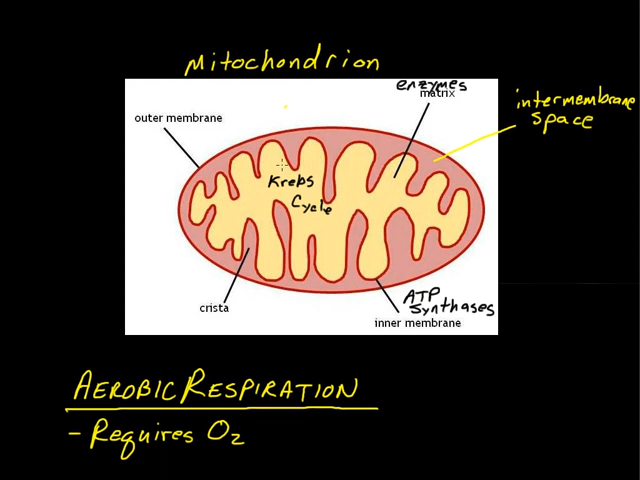 Mitochondrion
enzymes
matrix
intermembrane
space
outer membrane
Krebs
Cycle
ATP
Synthases
crista
inner membrane
AEROBIC RESPIRATION
- Requires O₂